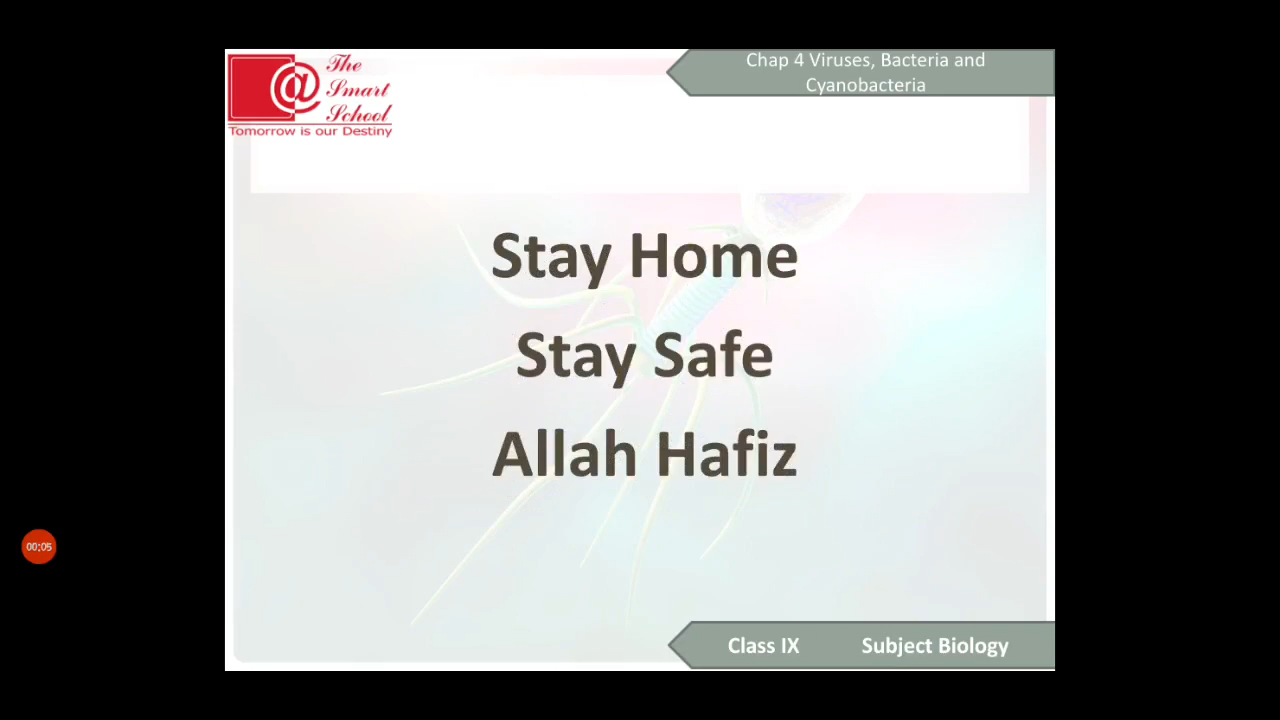 The
Smart
School
Tomorrow is our Destiny
Chap 4 Viruses, Bacteria and
Cyanobacteria
Stay Home
Stay Safe
Allah Hafiz
00:05
Class IX Subject Biology